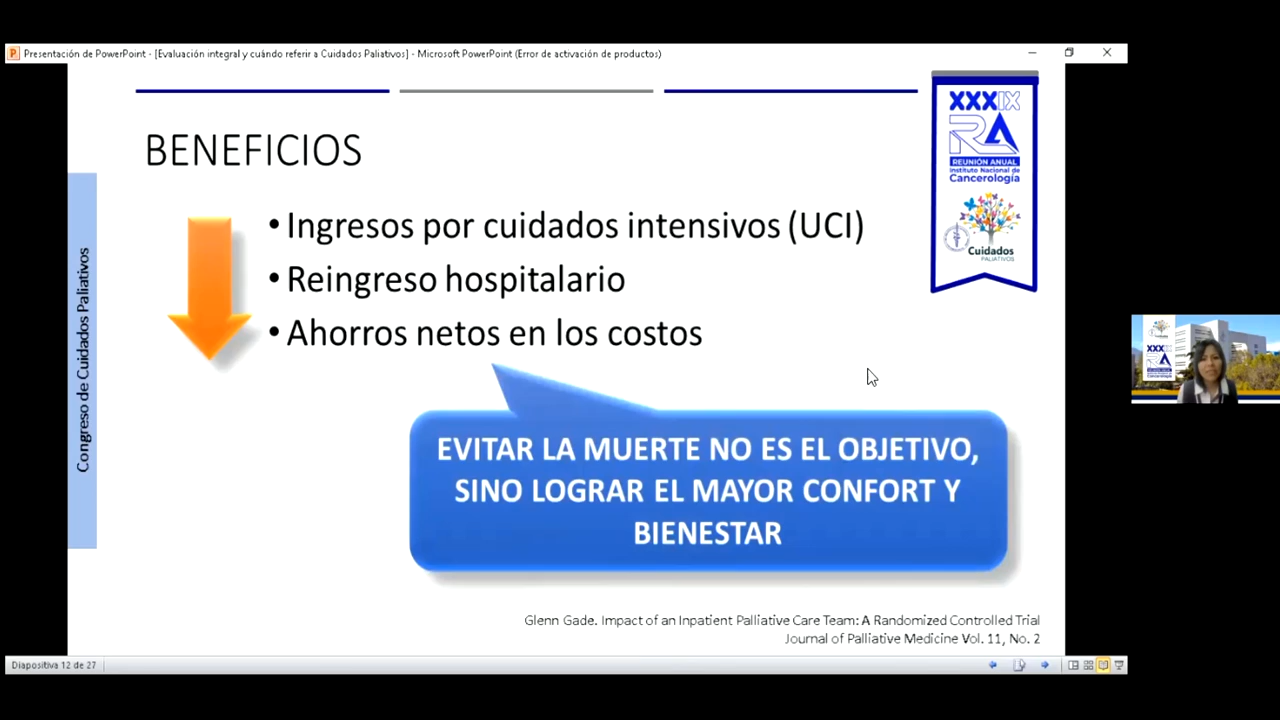 Presentación de PowerPoint - [Evaluación integral y cuándo referir a Cuidados Paliativos] - Microsoft PowerPoint (Error de activación de productos)
XXXIX
RA
REUNIÓN ANUAL
Instituto Nacional de
Cancerología
Cuidados
PALIATIVOS
BENEFICIOS
• Ingresos por cuidados intensivos (UCI)
• Reingreso hospitalario
• Ahorros netos en los costos
Congreso de Cuidados Paliativos
EVITAR LA MUERTE NO ES EL OBJETIVO,
SINO LOGRAR EL MAYOR CONFORT Y
BIENESTAR
Glenn Gade. Impact of an Inpatient Palliative Care Team: A Randomized Controlled Trial
Journal of Palliative Medicine Vol. 11, No. 2
Diapositiva 12 de 27
XXXIX
RA